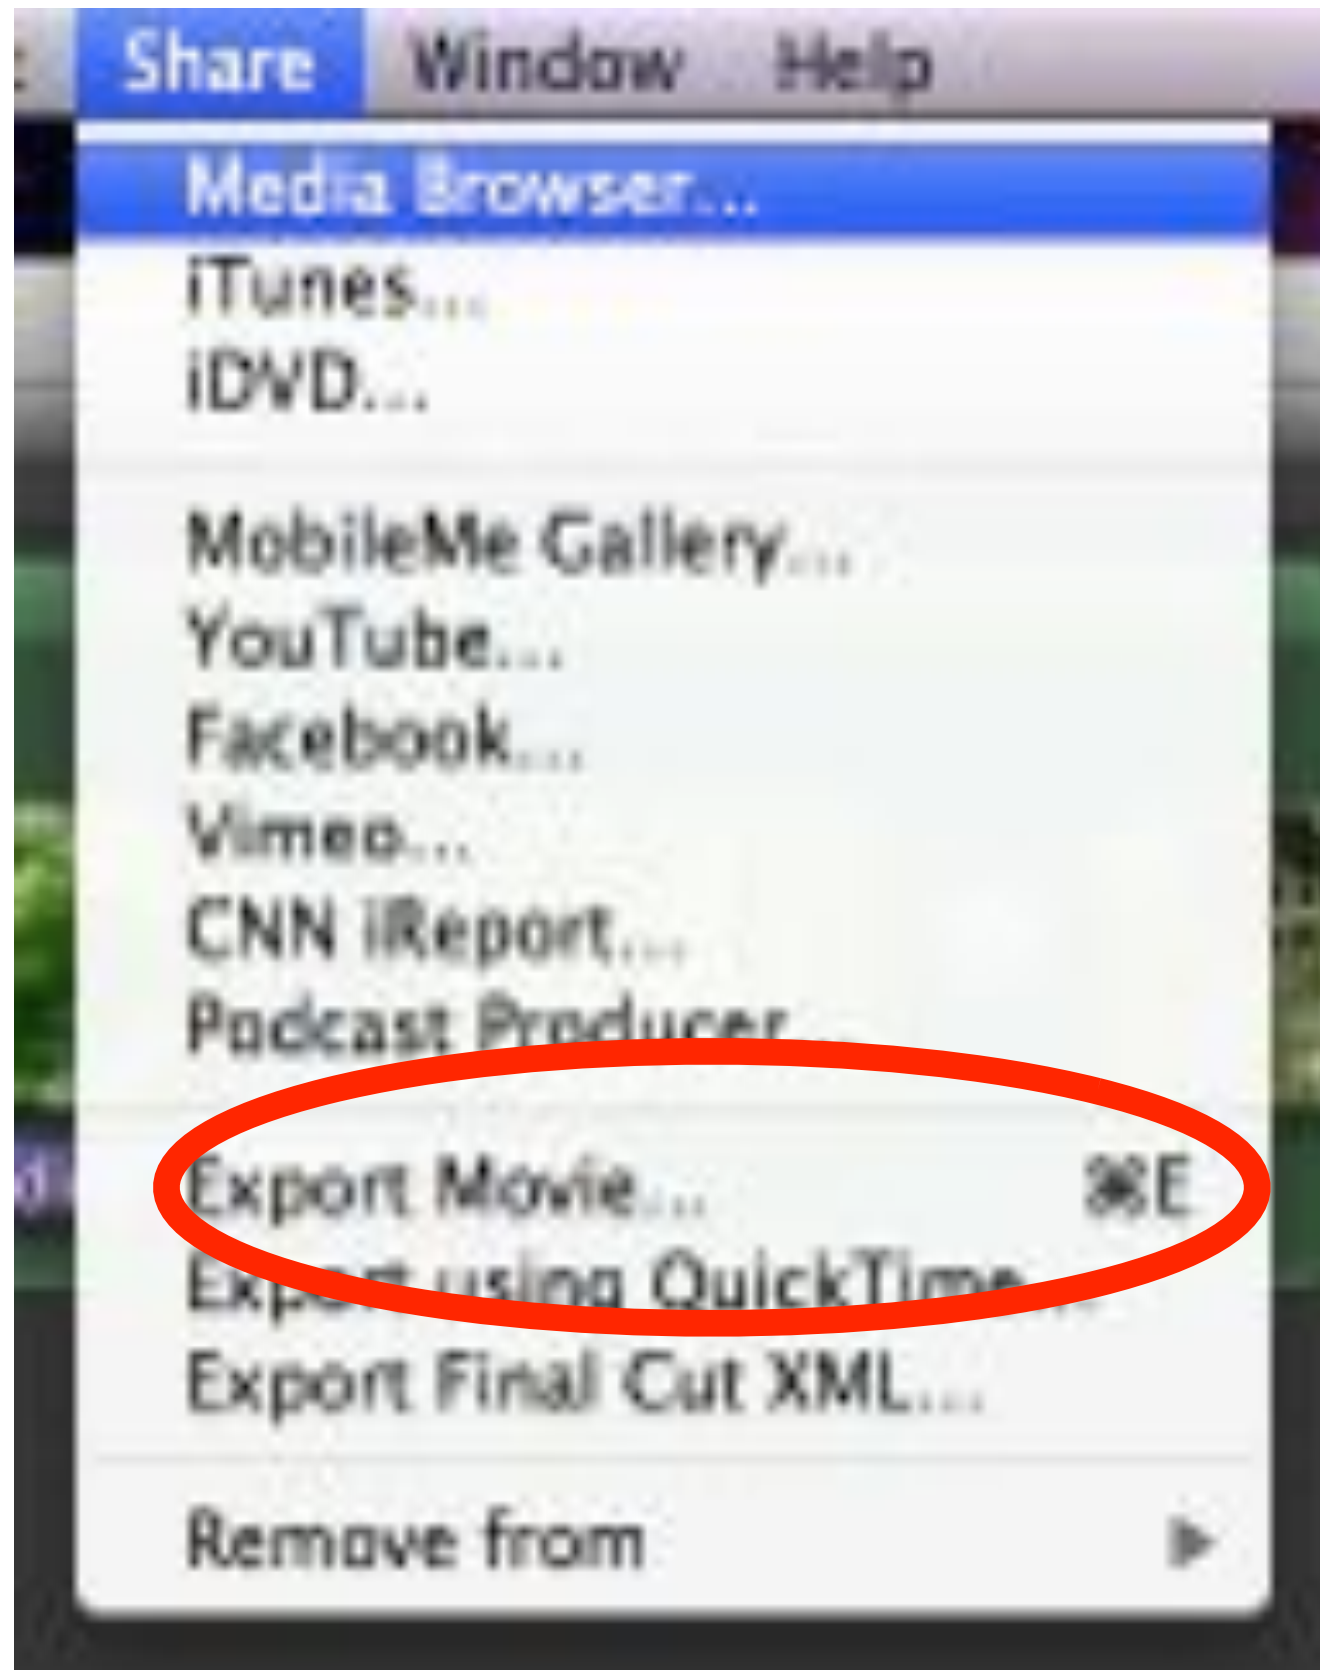 Share Window Help
Media Browser...
iTunes...
iDVD...
MobileMe Gallery...
YouTube...
Facebook...
Vimeo...
CNN iReport...
Podcast Producer...
Export Movie... ⌘E
Export using QuickTime...
Export Final Cut XML...
Remove from